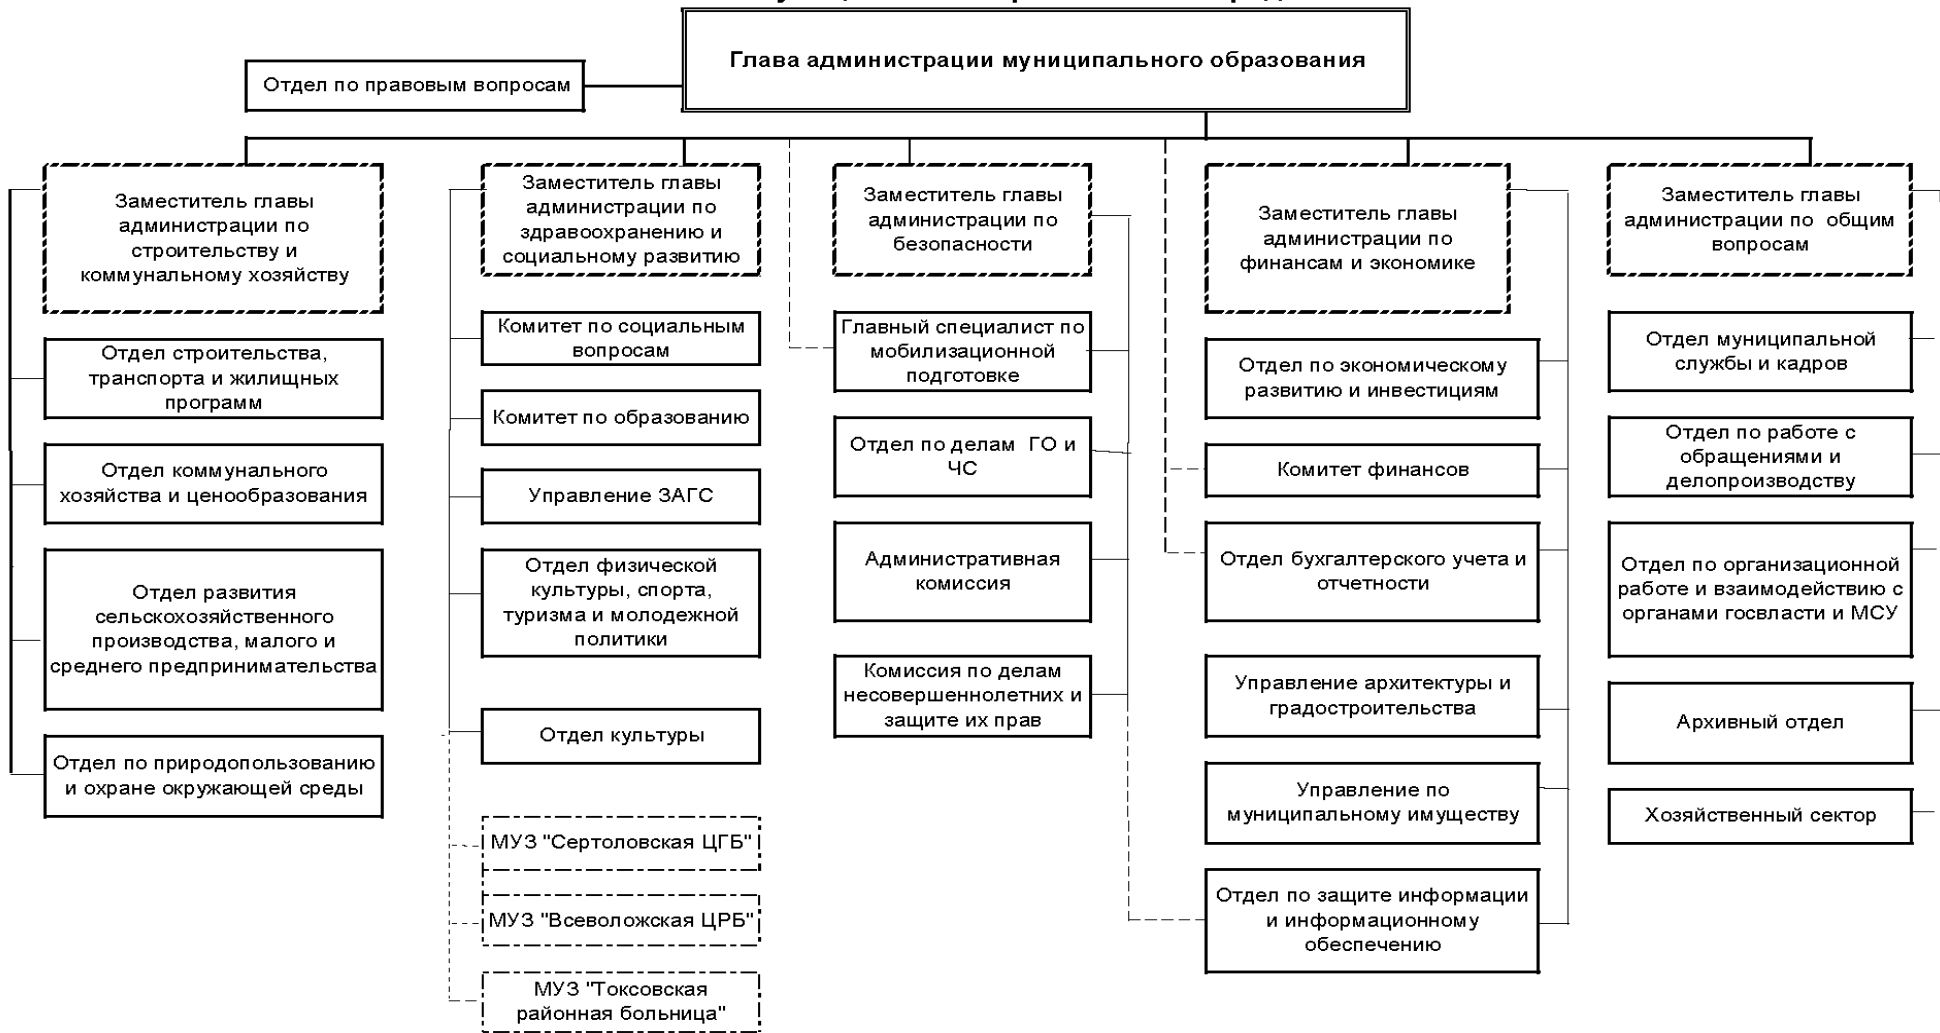 Глава администрации муниципального образования
Отдел по правовым вопросам
Заместитель главы
администрации по
строительству и
коммунальному хозяйству
Отдел строительства,
транспорта и жилищных
программ
Отдел коммунального
хозяйства и ценообразования
Отдел развития
сельскохозяйственного
производства, малого и
среднего предпринимательства
Отдел по природопользованию
и охране окружающей среды
Заместитель главы
администрации по
здравоохранению и
социальному развитию
Комитет по социальным
вопросам
Комитет по образованию
Управление ЗАГС
Отдел физической
культуры, спорта,
туризма и молодежной
политики
Отдел культуры
МУЗ "Сертоловская ЦГБ"
МУЗ "Всеволожская ЦРБ"
МУЗ "Токсовская
районная больница"
Заместитель главы
администрации по
безопасности
Главный специалист по
мобилизационной
подготовке
Отдел по делам ГО и
ЧС
Административная
комиссия
Комиссия по делам
несовершеннолетних и
защите их прав
Заместитель главы
администрации по
финансам и экономике
Отдел по экономическому
развитию и инвестициям
Комитет финансов
Отдел бухгалтерского учета и
отчетности
Управление архитектуры и
градостроительства
Управление по
муниципальному имуществу
Отдел по защите информации
и информационному
обеспечению
Заместитель главы
администрации по общим
вопросам
Отдел муниципальной
службы и кадров
Отдел по работе с
обращениями и
делопроизводству
Отдел по организационной
работе и взаимодействию с
органами госвласти и МСУ
Архивный отдел
Хозяйственный сектор